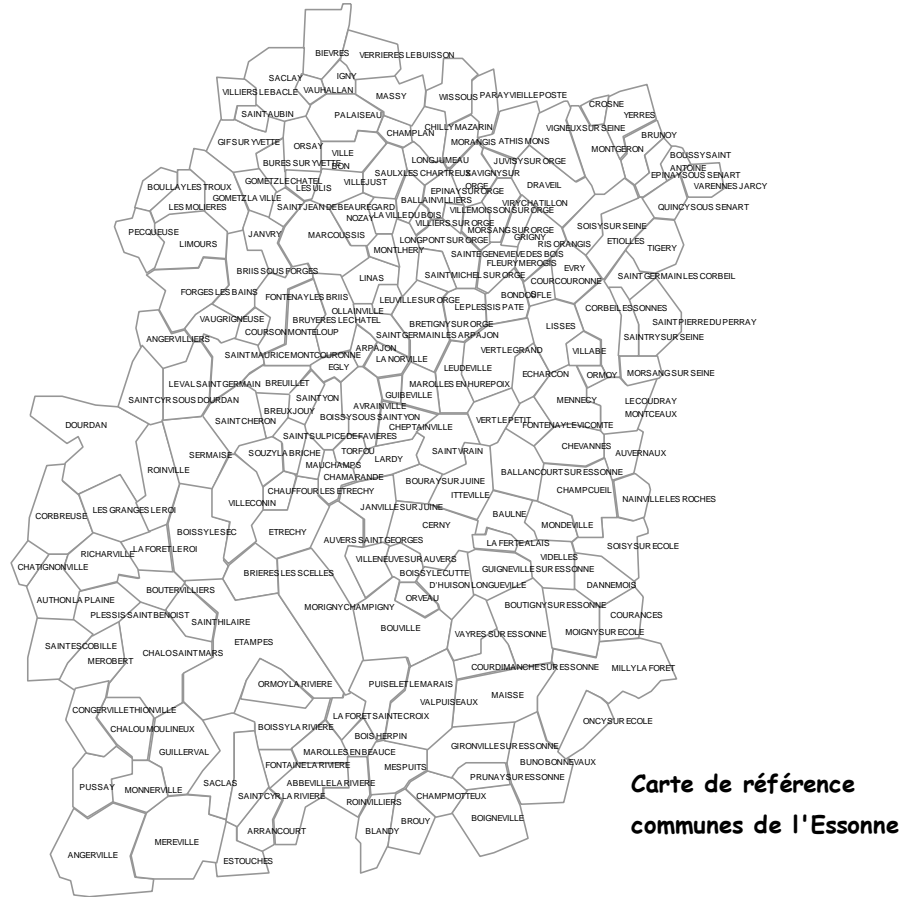 BIEVRES
VERRIERES LE BUISSON
SACLAY
IGNY
VILLIERS LE BACLE
VAUHALLAN
MASSY
WISSOUS
PARAY VIEILLE POSTE
CROSNE
SAINT AUBIN
PALAISEAU
YERRES
CHAMPLAN
CHILLY MAZARIN
VIGNEUX SUR SEINE
BRUNOY
GIF SUR YVETTE
ORSAY
MORANGIS
ATHIS MONS
MONTGERON
VILLE
BON
BOUSSY SAINT
ANTOINE
BURES SUR YVETTE
LONGJUMEAU
JUVISY SUR ORGE
SAULX LES CHARTREUX
SAVIGNY SUR
ORGE
EPINAY SOUS SENART
BOULLAY LES TROUX
GOMETZ LE CHATEL
LES ULIS
VILLEJUST
DRAVEIL
VARENNES JARCY
EPINAY SUR ORGE
GOMETZ LA VILLE
BALLAINVILLIERS
VIRY CHATILLON
LES MOLIERES
SAINT JEAN DE BEAUREGARD
VILLEMOISSON SUR ORGE
QUINCY SOUS SENART
NOZAY
LA VILLE DU BOIS
VILLIERS SUR ORGE
SOISY SUR SEINE
PECQUEUSE
JANVRY
MARCOUSSIS
MORSANG SUR ORGE
GRIGNY
LIMOURS
LONGPONT SUR ORGE
RIS ORANGIS
ETIOLLES
TIGERY
MONTLHERY
SAINTE GENEVIEVE DES BOIS
FLEURY MEROGIS
EVRY
BRIIS SOUS FORGES
LINAS
SAINT MICHEL SUR ORGE
COURCOURONNE
SAINT GERMAIN LES CORBEIL
FORGES LES BAINS
FONTENAY LES BRIIS
LEUVILLE SUR ORGE
BONDOUFLE
LE PLESSIS PATE
CORBEIL ESSONNES
OLLAINVILLE
VAUGRIGNEUSE
BRUYERES LE CHATEL
BRETIGNY SUR ORGE
LISSES
SAINT PIERRE DU PERRAY
COURSON MONTELOUP
SAINT GERMAIN LES ARPAJON
SAINTRY SUR SEINE
ANGERVILLIERS
ARPAJON
VERT LE GRAND
VILLABE
SAINT MAURICE MONTCOURONNE
LA NORVILLE
EGLY
LEUDEVILLE
ECHARCON
ORMOY
MORSANG SUR SEINE
LE VAL SAINT GERMAIN
BREUILLET
MAROLLES EN HUREPOIX
SAINT CYR SOUS DOURDAN
SAINT YON
GUIBEVILLE
MENNECY
LE COUDRAY
MONTCEAUX
AVRAINVILLE
BREUX JOUY
BOISSY SOUS SAINT YON
SAINT CHERON
VERT LE PETIT
FONTENAY LE VICOMTE
DOURDAN
CHEPTAINVILLE
SAINT SULPICE DE FAVIERES
CHEVANNES
SERMAISE
SOUZY LA BRICHE
TORFOU
LARDY
SAINT VRAIN
AUVERNAUX
MAUCHAMPS
ROINVILLE
CHAMARANDE
BALLANCOURT SUR ESSONNE
BOURAY SUR JUINE
CHAUFFOUR LES ETRECHY
ITTEVILLE
CHAMPCUEIL
NAINVILLE LES ROCHES
VILLECONIN
JANVILLE SUR JUINE
LES GRANGES LE ROI
CORBREUSE
BAULNE
CERNY
MONDEVILLE
BOISSY LE SEC
ETRECHY
AUVERS SAINT GEORGES
LA FERTE ALAIS
SOISY SUR ECOLE
LA FORET LE ROI
RICHARVILLE
VILLENEUVE SUR AUVERS
VIDELLES
CHATIGNONVILLE
GUIGNEVILLE SUR ESSONNE
BRIERES LES SCELLES
BOISSY LE CUTTE
D'HUISON LONGUEVILLE
DANNEMOIS
BOUTERVILLIERS
AUTHON LA PLAINE
ORVEAU
BOUTIGNY SUR ESSONNE
MORIGNY CHAMPIGNY
PLESSIS SAINT BENOIST
COURANCES
SAINT HILAIRE
BOUVILLE
VAYRES SUR ESSONNE
MOIGNY SUR ECOLE
ETAMPES
SAINT ESCOBILLE
CHALO SAINT MARS
MEROBERT
COURDIMANCHE SUR ESSONNE
MILLY LA FORET
ORMOY LA RIVIERE
PUISELET LE MARAIS
MAISSE
VALPUISEAUX
CONGERVILLE THIONVILLE
LA FORET SAINTE CROIX
ONCY SUR ECOLE
CHALOU MOULINEUX
BOISSY LA RIVIERE
BOIS HERPIN
GIRONVILLE SUR ESSONNE
GUILLERVAL
MAROLLES EN BEAUCE
BUNO BONNEVAUX
FONTAINE LA RIVIERE
MESPUITS
PRUNAY SUR ESSONNE
SACLAS
ABBEVILLE LA RIVIERE
PUSSAY
MONNERVILLE
SAINT CYR LA RIVIERE
CHAMPMOTTEUX
ROINVILLIERS
BOIGNEVILLE
BROUY
ARRANCOURT
BLANDY
MEREVILLE
ANGERVILLE
ESTOUCHES
Carte de référence
communes de l'Essonne